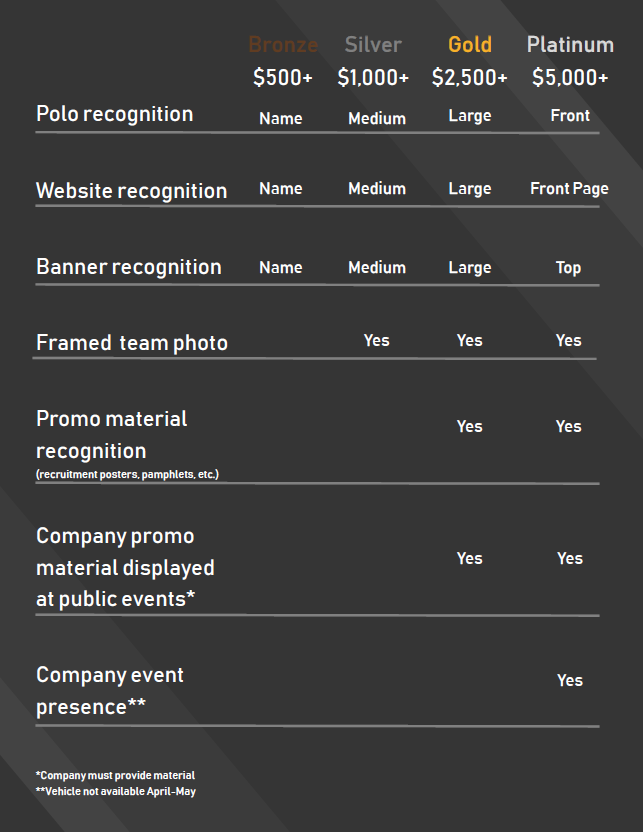 Bronze Silver Gold Platinum
$500+ $1,000+ $2,500+ $5,000+
Polo recognition Name Medium Large Front
Website recognition Name Medium Large Front Page
Banner recognition Name Medium Large Top
Framed team photo Yes Yes Yes
Promo material
recognition Yes Yes
(recruitment posters, pamphlets, etc.)
Company promo
material displayed Yes Yes
at public events*
Company event Yes
presence**
*Company must provide material
**Vehicle not available April-May